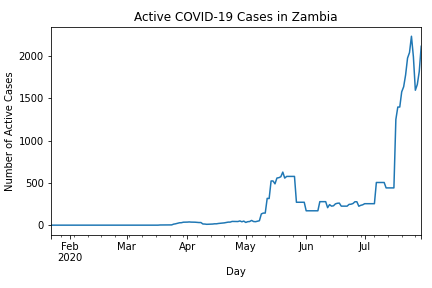 Active COVID-19 Cases in Zambia
Number of Active Cases
2000
1500
1000
500
0
Feb
2020
Mar
Apr
May
Jun
Jul
Day